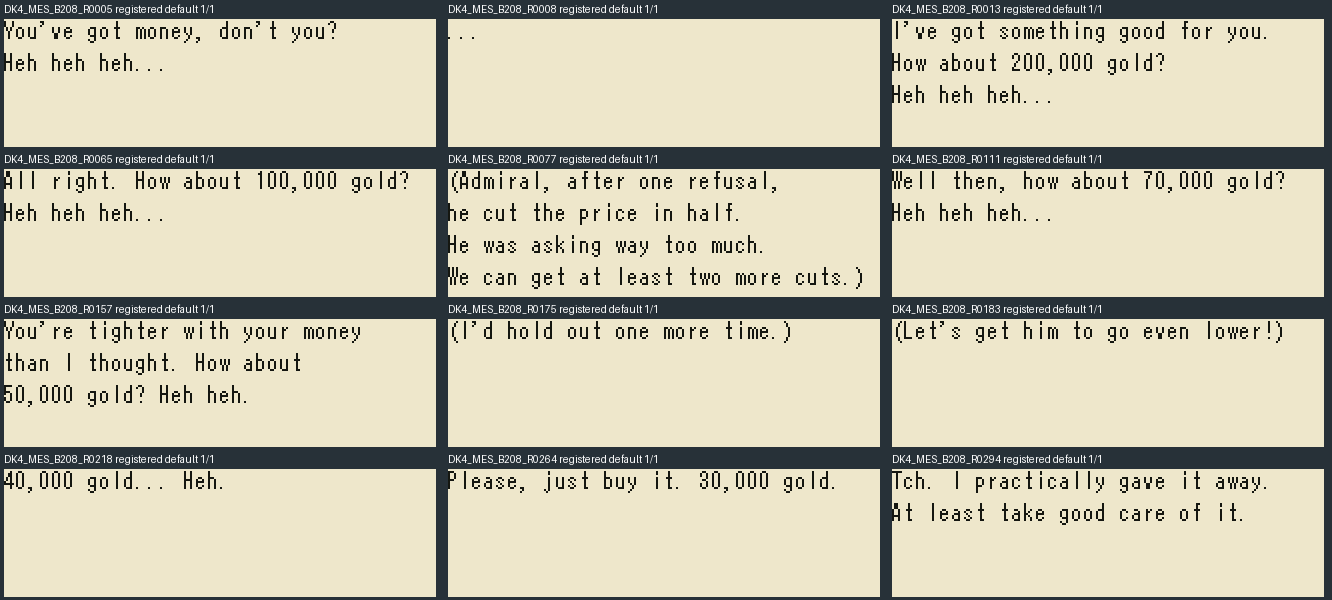 DK4_MES_B208_R0005 registered default 1/1
You've got money, don't you?
Heh heh heh...
DK4_MES_B208_R0008 registered default 1/1
...
DK4_MES_B208_R0013 registered default 1/1
I've got something good for you.
How about 200,000 gold?
Heh heh heh...
DK4_MES_B208_R0065 registered default 1/1
All right. How about 100,000 gold?
Heh heh heh...
DK4_MES_B208_R0077 registered default 1/1
(Admiral, after one refusal,
he cut the price in half.
He was asking way too much.
We can get at least two more cuts.)
DK4_MES_B208_R0111 registered default 1/1
Well then, how about 70,000 gold?
Heh heh heh...
DK4_MES_B208_R0157 registered default 1/1
You're tighter with your money
than I thought. How about
50,000 gold? Heh heh.
DK4_MES_B208_R0175 registered default 1/1
(I'd hold out one more time.)
DK4_MES_B208_R0183 registered default 1/1
(Let's get him to go even lower!)
DK4_MES_B208_R0218 registered default 1/1
40,000 gold... Heh.
DK4_MES_B208_R0264 registered default 1/1
Please, just buy it. 30,000 gold.
DK4_MES_B208_R0294 registered default 1/1
Tch. I practically gave it away.
At least take good care of it.